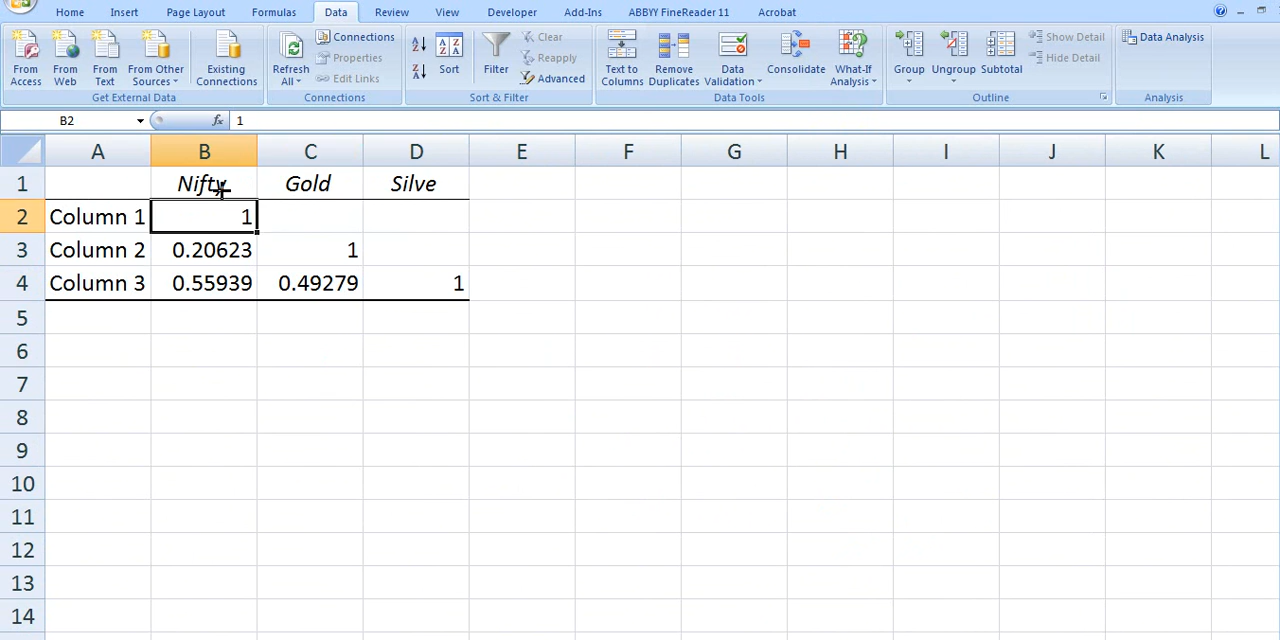 Home Insert Page Layout Formulas Data Review View Developer Add-Ins ABBYY FineReader 11 Acrobat
From Access From Web From Text From Other Sources Existing Connections
Get External Data
Refresh All Connections Properties Edit Links
Connections
Sort Filter Clear Reapply Advanced
Sort & Filter
Text to Columns Remove Duplicates Data Validation Consolidate What-If Analysis
Data Tools
Group Ungroup Subtotal Show Detail Hide Detail
Outline
Data Analysis
Analysis
B2 fx 1
A B C D E F G H I J K L
1 Nifty Gold Silve
2 Column 1 1
3 Column 2 0.20623 1
4 Column 3 0.55939 0.49279 1
5
6
7
8
9
10
11
12
13
14